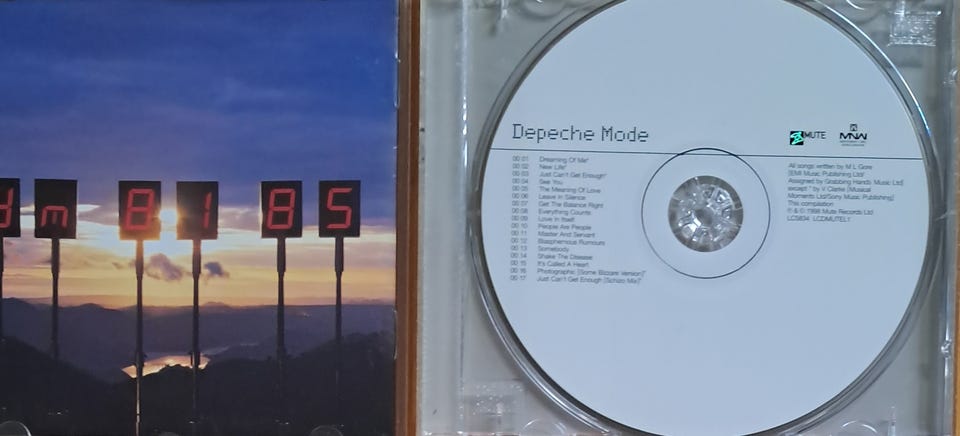 dm 81 85
Depeche Mode
MUTE
MNW
00 01 Dreaming Of Me*
00 02 New Life*
00 03 Just Can't Get Enough*
00 04 See You
00 05 The Meaning Of Love
00 06 Leave In Silence
00 07 Get The Balance Right
00 08 Everything Counts
00 09 Love In Itself
00 10 People Are People
00 11 Master And Servant
00 12 Blasphemous Rumours
00 13 Somebody
00 14 Shake The Disease
00 15 It's Called A Heart
00 16 Photographic [Some Bizzare Version]*
00 17 Just Can't Get Enough [Schizo Mix]*
All songs written by M L Gore
[EMI Music Publishing Ltd/
Assigned by Grabbing Hands Music Ltd]
except * by V Clarke [Musical
Moments Ltd/Sony Music Publishing]
This compilation
℗ & © 1998 Mute Records Ltd
LC5834 LCDMUTEL1